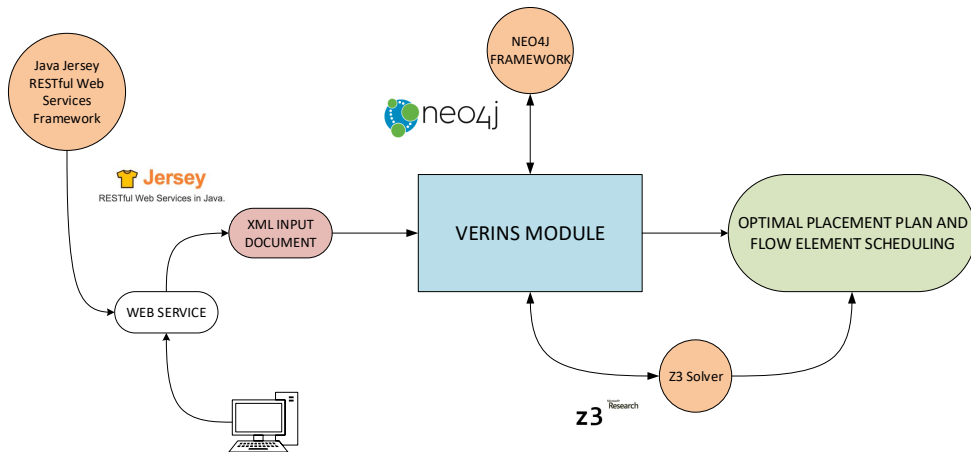 Java Jersey
RESTful Web
Services
Framework
NEO4J
FRAMEWORK
neo4j
Jersey
RESTful Web Services in Java.
XML INPUT
DOCUMENT
VERINS MODULE
OPTIMAL PLACEMENT PLAN AND
FLOW ELEMENT SCHEDULING
WEB SERVICE
Z3 Solver
Microsoft
Research
z3